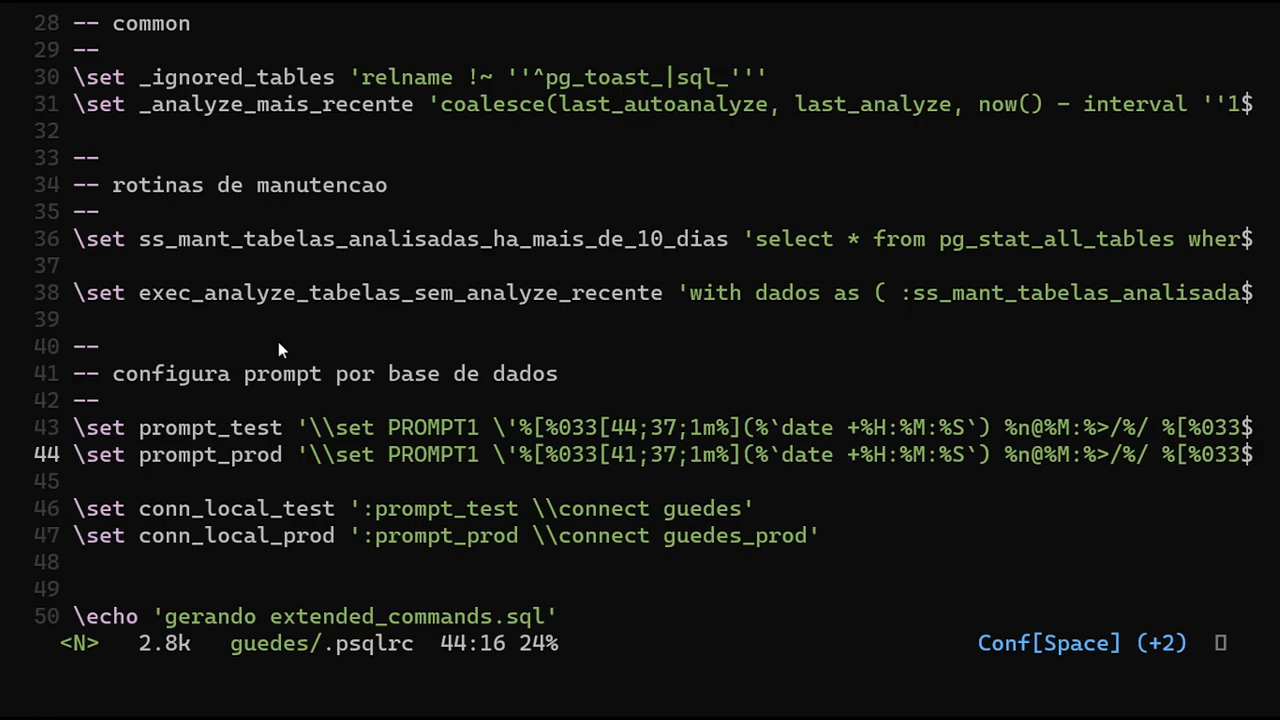 28 -- common
29 --
30 \set _ignored_tables 'relname !~ ''^pg_toast_|sql_'''
31 \set _analyze_mais_recente 'coalesce(last_autoanalyze, last_analyze, now() - interval ''1$
32
33 --
34 -- rotinas de manutencao
35 --
36 \set ss_mant_tabelas_analisadas_ha_mais_de_10_dias 'select * from pg_stat_all_tables wher$
37
38 \set exec_analyze_tabelas_sem_analyze_recente 'with dados as ( :ss_mant_tabelas_analisada$
39
40 --
41 -- configura prompt por base de dados
42 --
43 \set prompt_test '\\set PROMPT1 \'%[%033[44;37;1m%](%`date +%H:%M:%S`) %n@%M:%>/%/ %[%033$
44 \set prompt_prod '\\set PROMPT1 \'%[%033[41;37;1m%](%`date +%H:%M:%S`) %n@%M:%>/%/ %[%033$
45
46 \set conn_local_test ':prompt_test \\connect guedes'
47 \set conn_local_prod ':prompt_prod \\connect guedes_prod'
48
49
50 \echo 'gerando extended_commands.sql'
<N> 2.8k guedes/.psqlrc 44:16 24% Conf[Space] (+2)